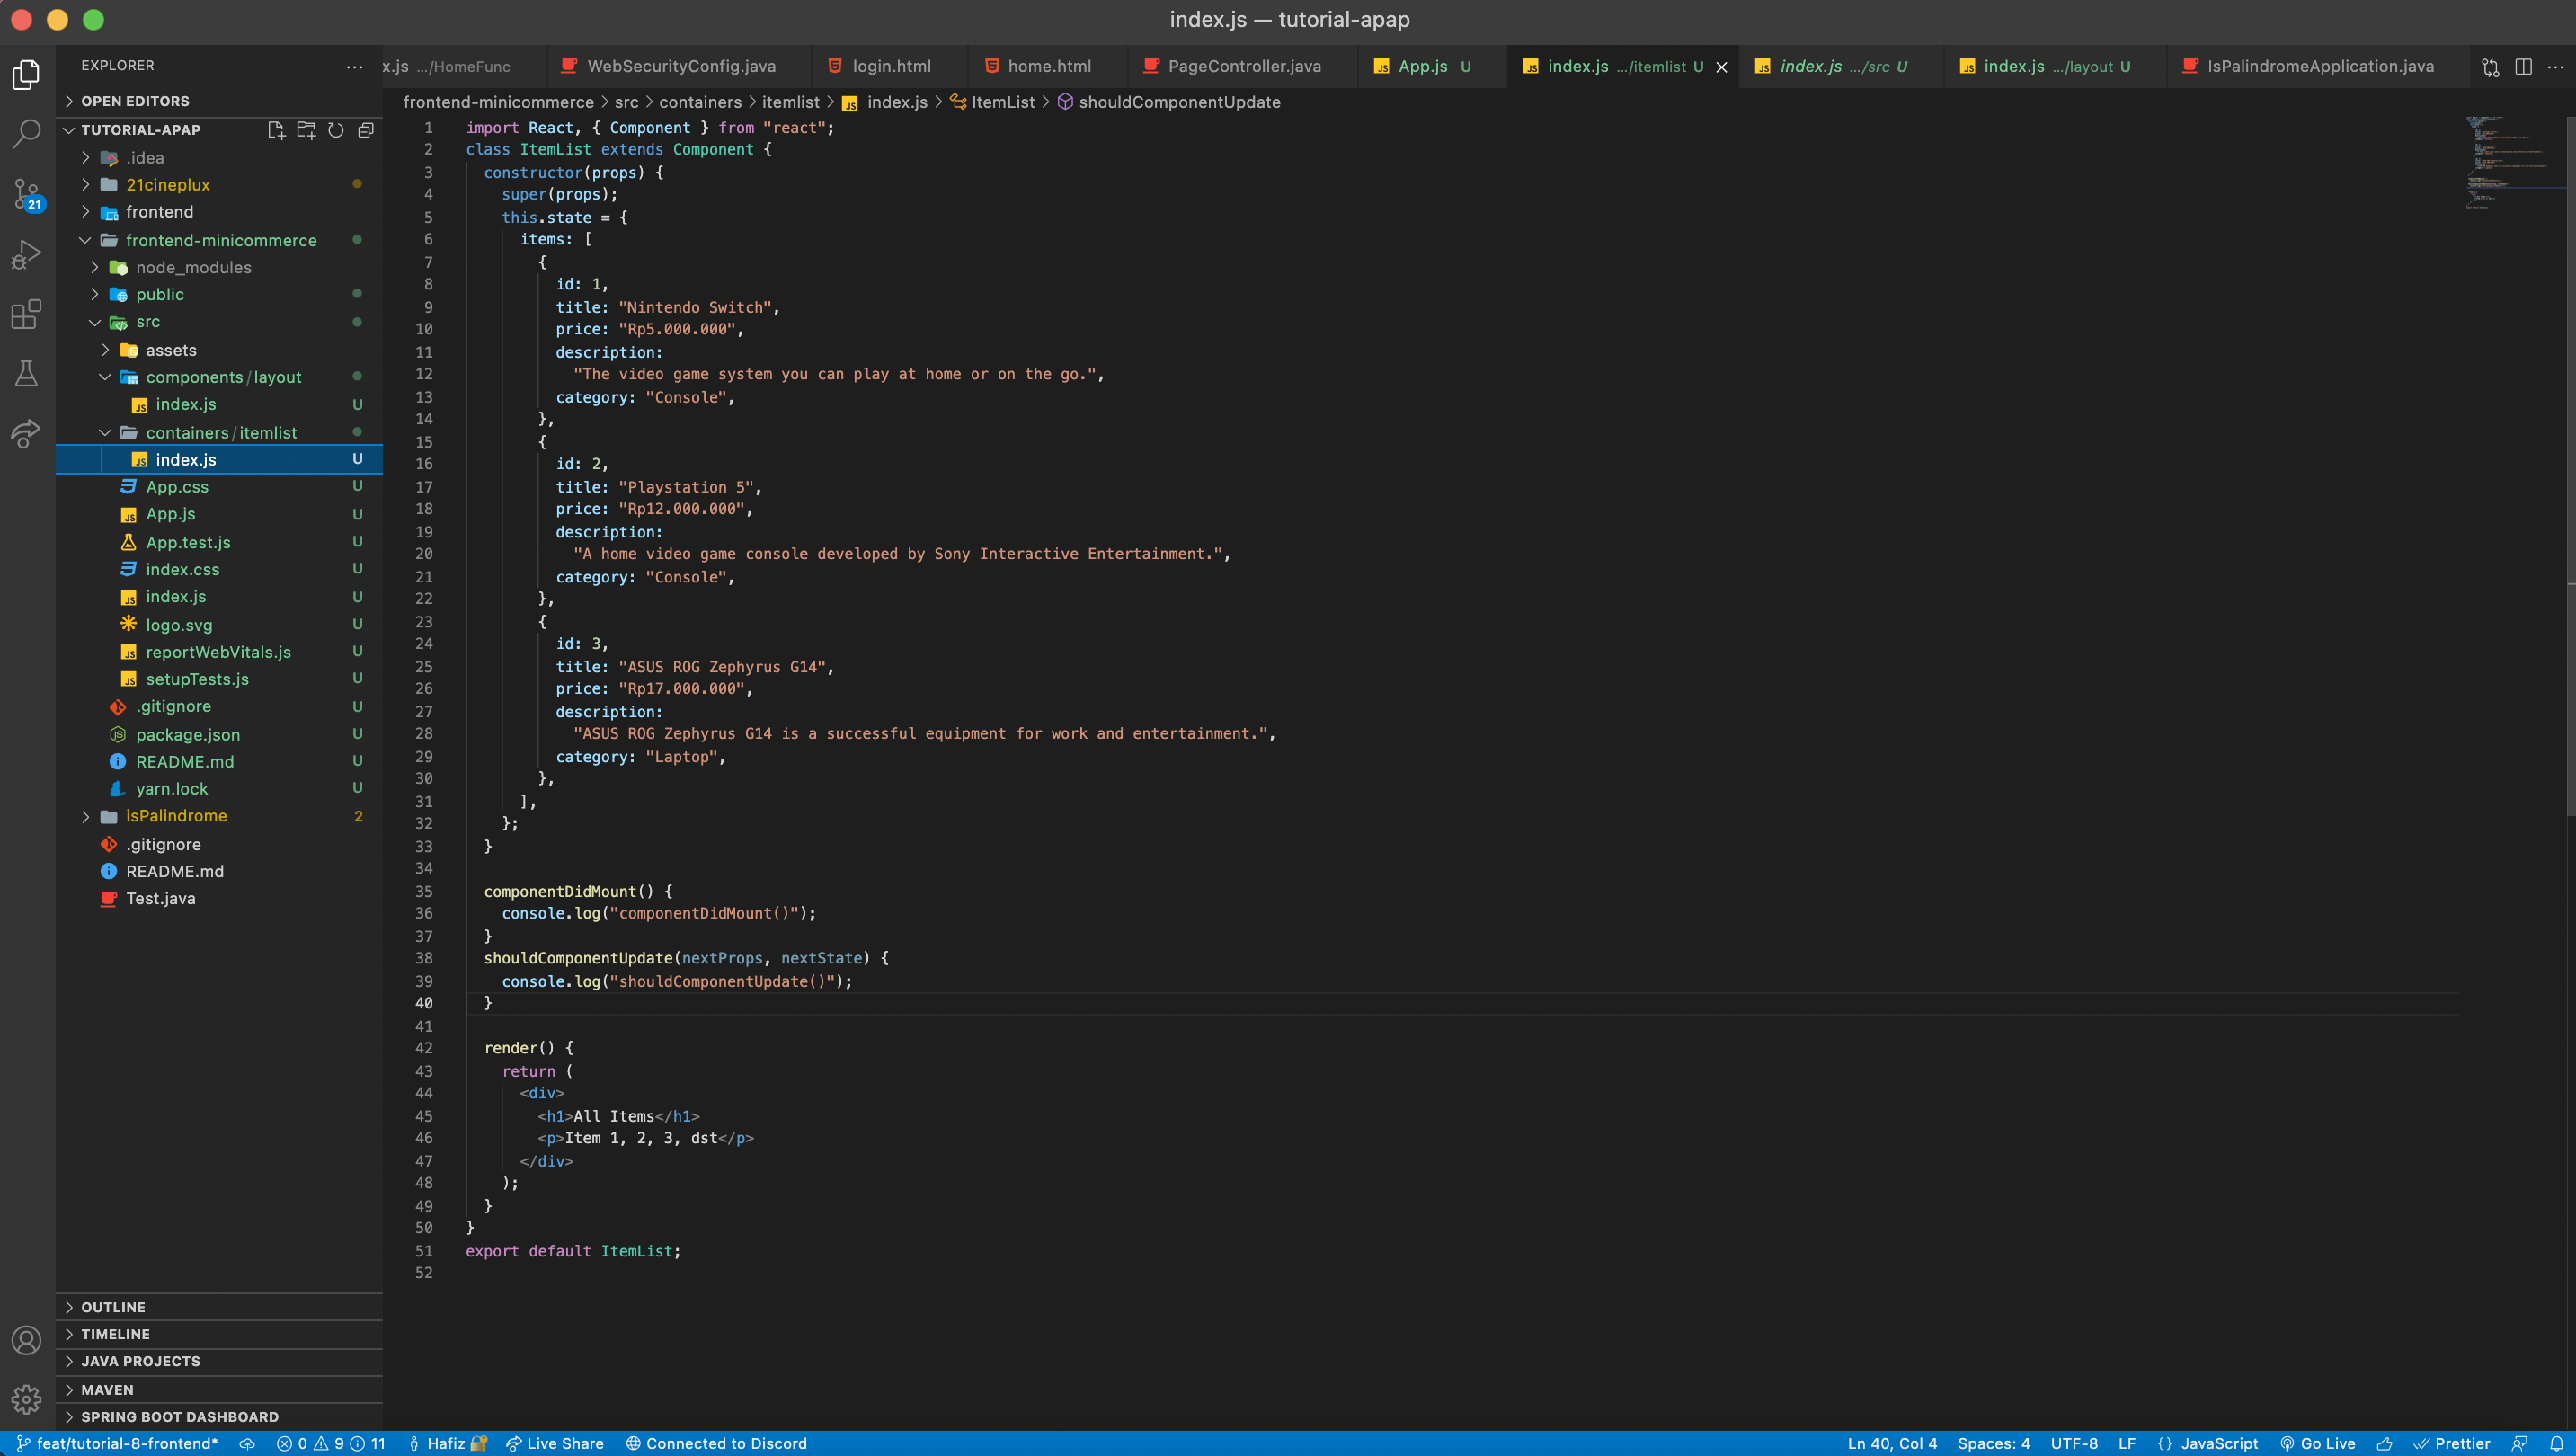 index.js — tutorial-apap
EXPLORER
x.js .../HomeFunc
WebSecurityConfig.java
login.html
home.html
PageController.java
App.js U
index.js .../itemlist U
index.js .../src U
index.js .../layout U
IsPalindromeApplication.java
frontend-minicommerce > src > containers > itemlist > index.js > ItemList > shouldComponentUpdate
OPEN EDITORS
TUTORIAL-APAP
.idea
21cineplux
frontend
frontend-minicommerce
node_modules
public
src
assets
components/layout
index.js U
containers/itemlist
index.js U
App.css U
App.js U
App.test.js U
index.css U
index.js U
logo.svg U
reportWebVitals.js U
setupTests.js U
.gitignore U
package.json U
README.md U
yarn.lock U
isPalindrome 2
.gitignore
README.md
Test.java
OUTLINE
TIMELINE
JAVA PROJECTS
MAVEN
SPRING BOOT DASHBOARD
21
1 import React, { Component } from "react";
2 class ItemList extends Component {
3 constructor(props) {
4 super(props);
5 this.state = {
6 items: [
7 {
8 id: 1,
9 title: "Nintendo Switch",
10 price: "Rp5.000.000",
11 description:
12 "The video game system you can play at home or on the go.",
13 category: "Console",
14 },
15 {
16 id: 2,
17 title: "Playstation 5",
18 price: "Rp12.000.000",
19 description:
20 "A home video game console developed by Sony Interactive Entertainment.",
21 category: "Console",
22 },
23 {
24 id: 3,
25 title: "ASUS ROG Zephyrus G14",
26 price: "Rp17.000.000",
27 description:
28 "ASUS ROG Zephyrus G14 is a successful equipment for work and entertainment.",
29 category: "Laptop",
30 },
31 ],
32 };
33 }
34
35 componentDidMount() {
36 console.log("componentDidMount()");
37 }
38 shouldComponentUpdate(nextProps, nextState) {
39 console.log("shouldComponentUpdate()");
40 }
41
42 render() {
43 return (
44 <div>
45 <h1>All Items</h1>
46 <p>Item 1, 2, 3, dst</p>
47 </div>
48 );
49 }
50 }
51 export default ItemList;
52
feat/tutorial-8-frontend* 0 9 11 Hafiz 🔐 Live Share Connected to Discord
Ln 40, Col 4 Spaces: 4 UTF-8 LF {} JavaScript Go Live Prettier